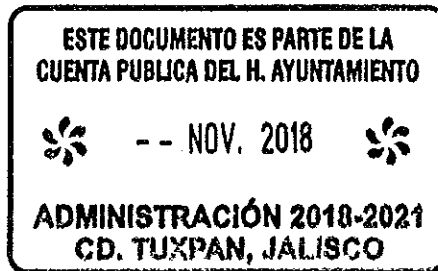 ESTE DOCUMENTO ES PARTE DE LA
CUENTA PUBLICA DEL H. AYUNTAMIENTO
-- NOV. 2018
ADMINISTRACIÓN 2018-2021
CD. TUXPAN, JALISCO